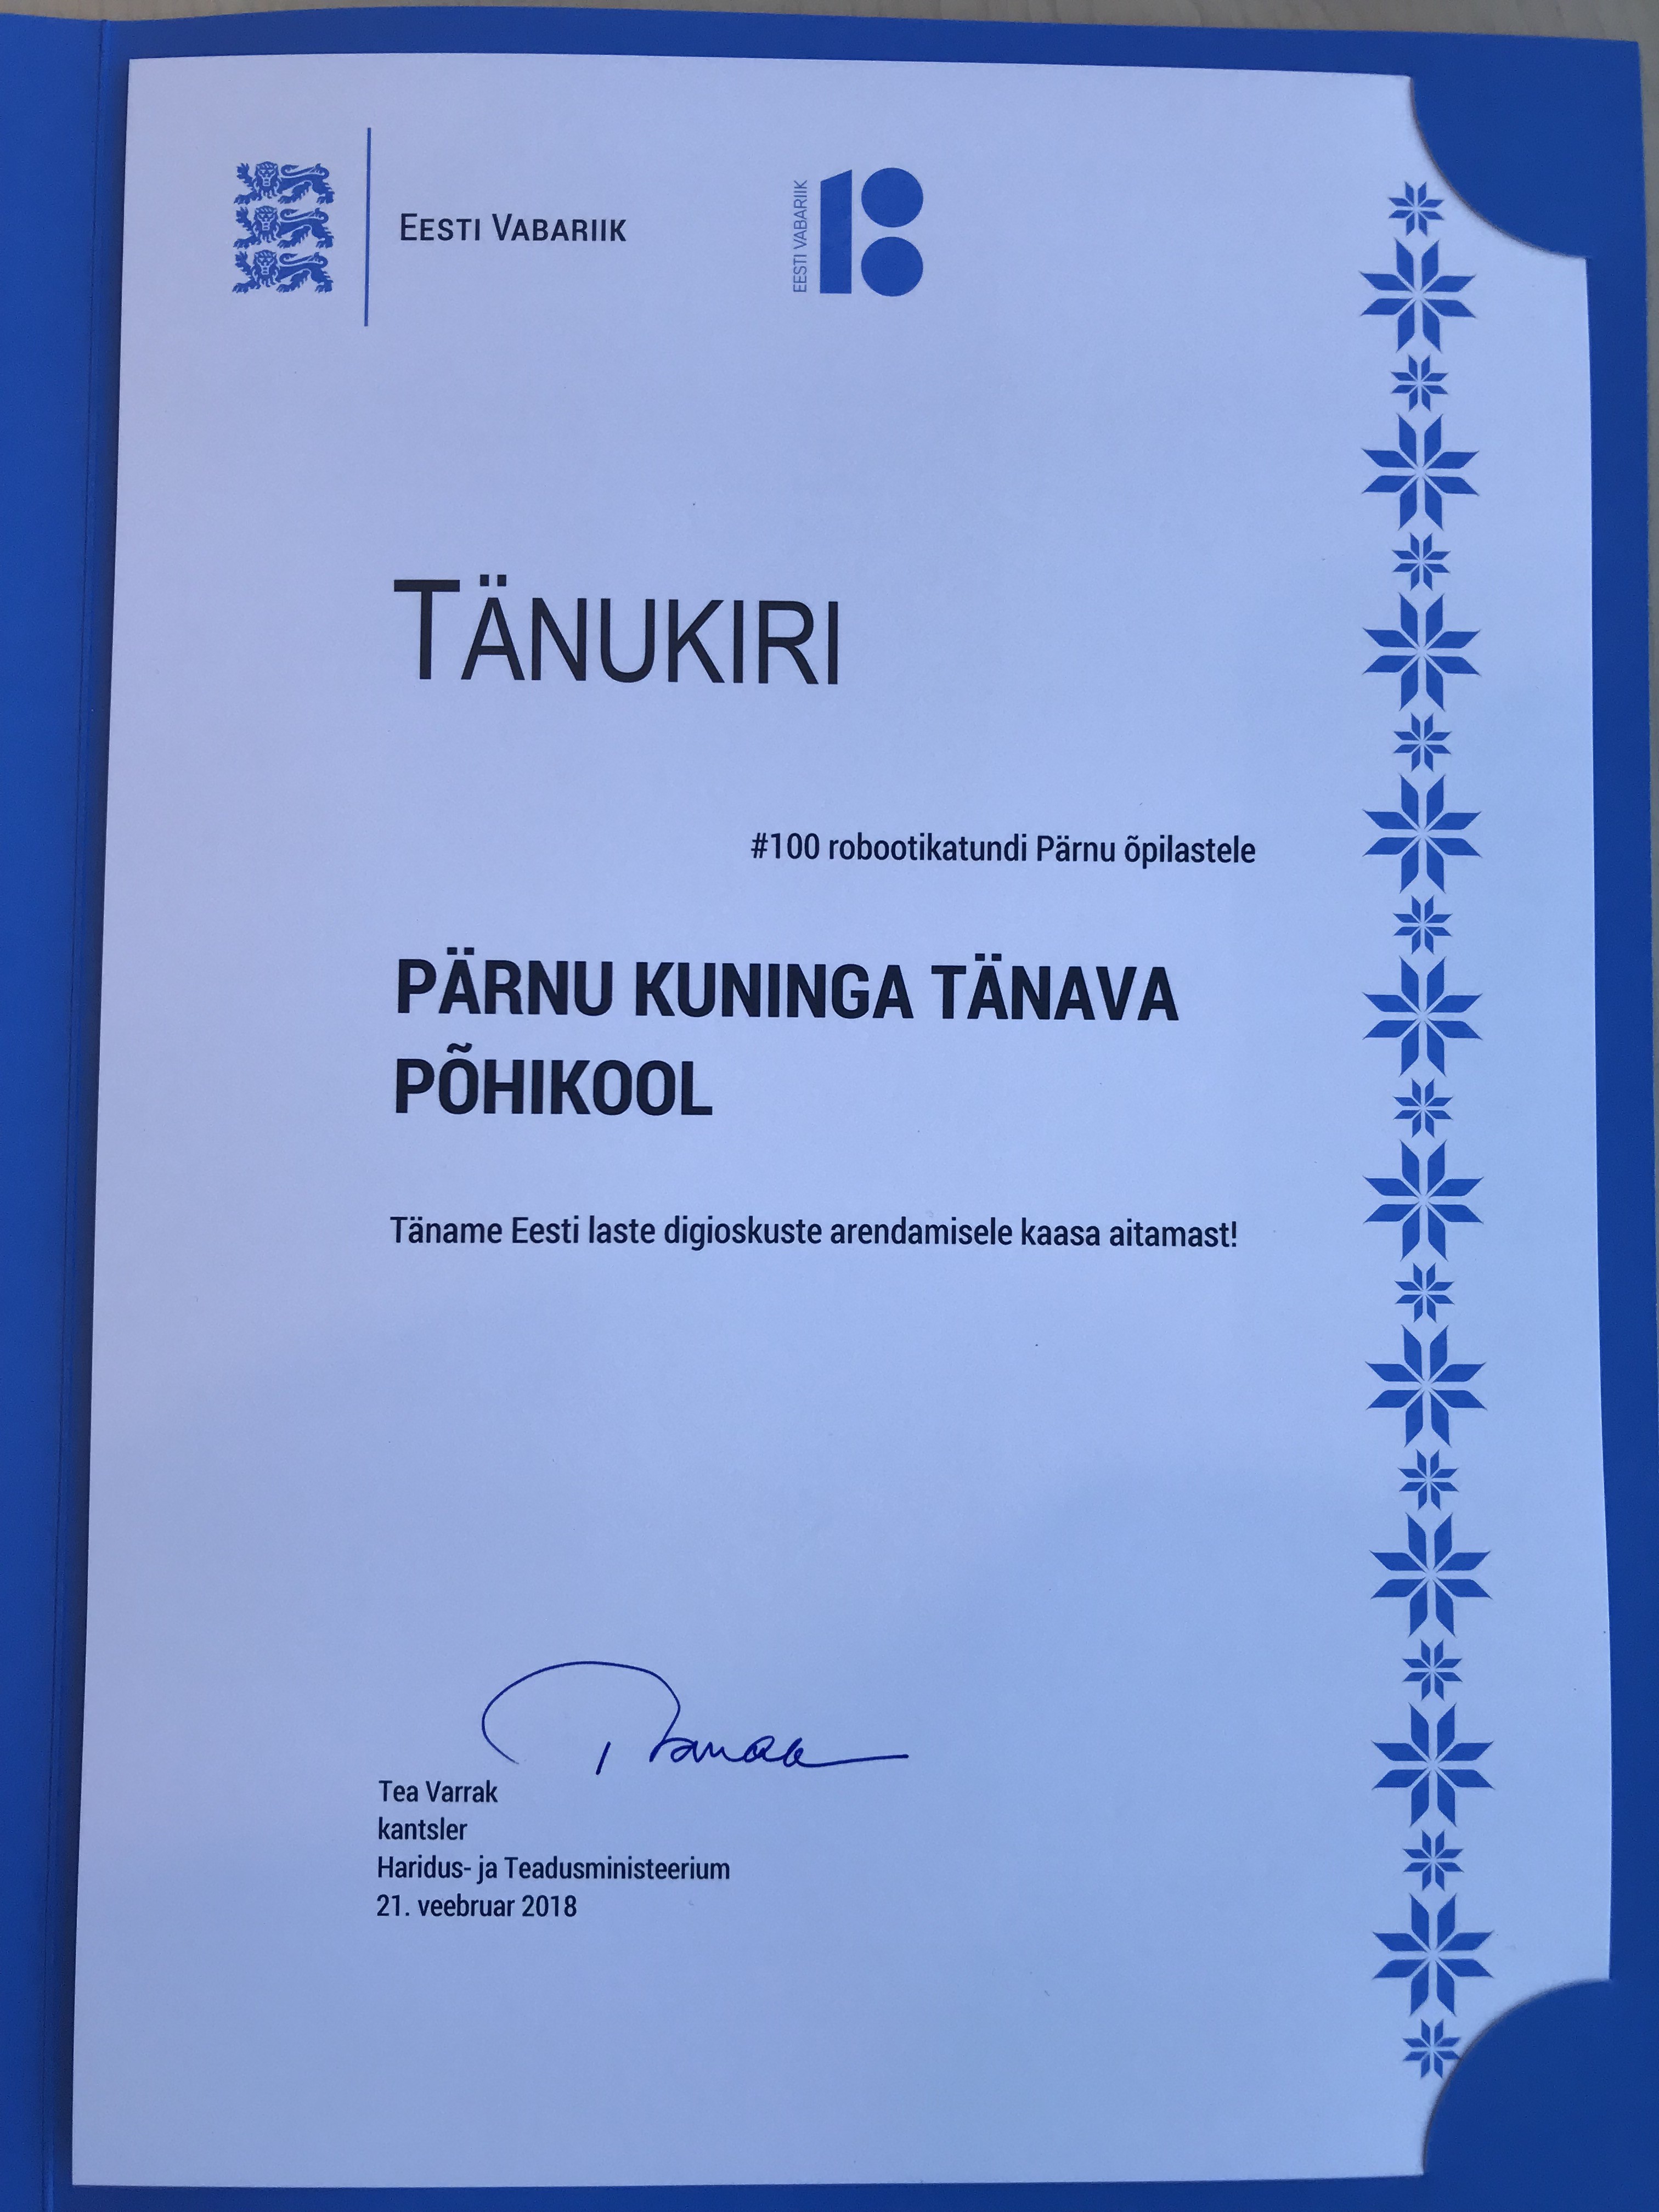 EESTI VABARIIK
EESTI VABARIIK
100
TÄNUKIRI
#100 robootikatundi Pärnu õpilastele
PÄRNU KUNINGA TÄNAVA
PÕHIKOOL
Täname Eesti laste digioskuste arendamisele kaasa aitamast!
Tea Varrak
kantsler
Haridus- ja Teadusministeerium
21. veebruar 2018